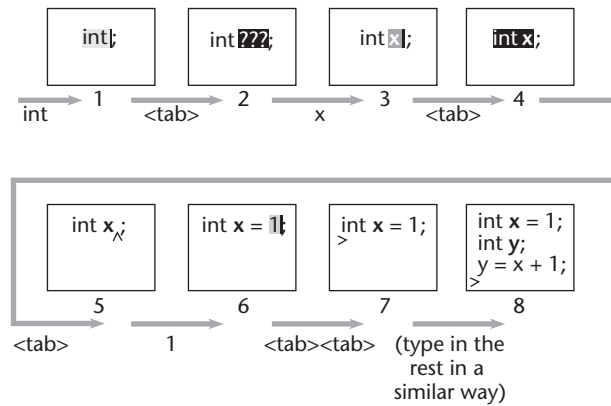 int ;
int ???;
int x ;
int x ;
1
2
3
4
int
<tab>
x
<tab>
int x ;
^
int x = 1;
int x = 1;
>
int x = 1;
int y;
y = x + 1;
>
5
6
7
8
<tab>
1
<tab><tab>
(type in the
rest in a
similar way)